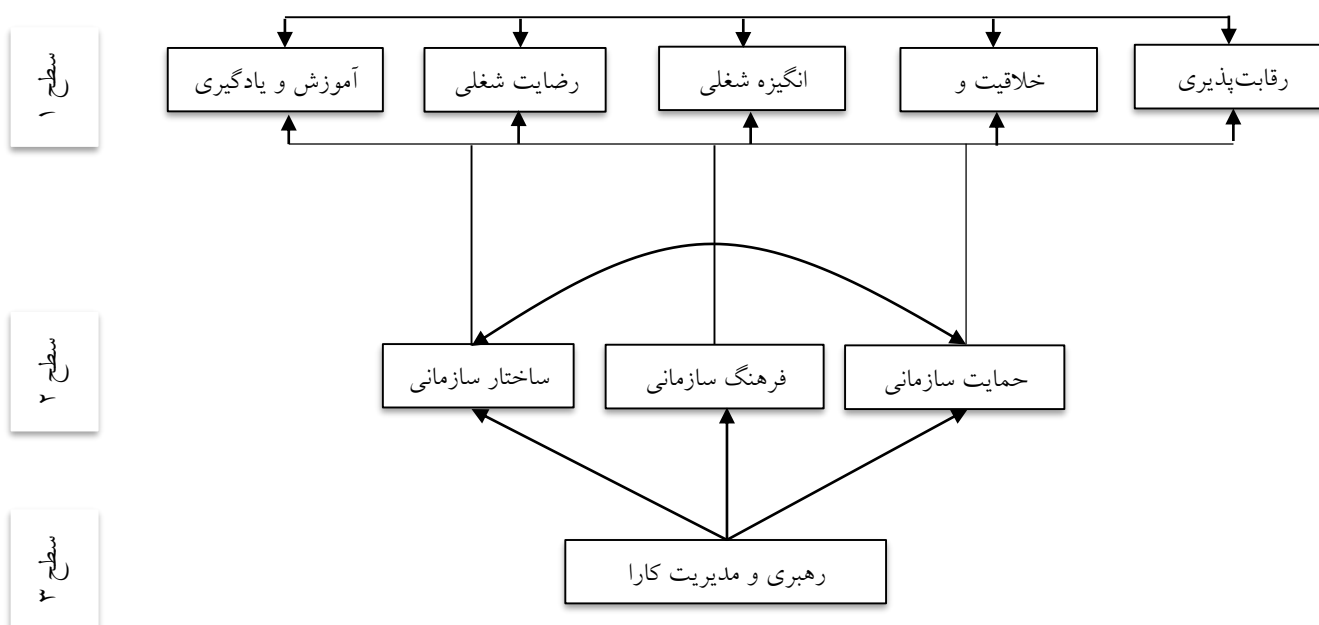 سطح ۱
رقابت‌پذیری
خلاقیت و
انگیزه شغلی
رضایت شغلی
آموزش و یادگیری
سطح ۲
حمایت سازمانی
فرهنگ سازمانی
ساختار سازمانی
سطح ۳
رهبری و مدیریت کارا